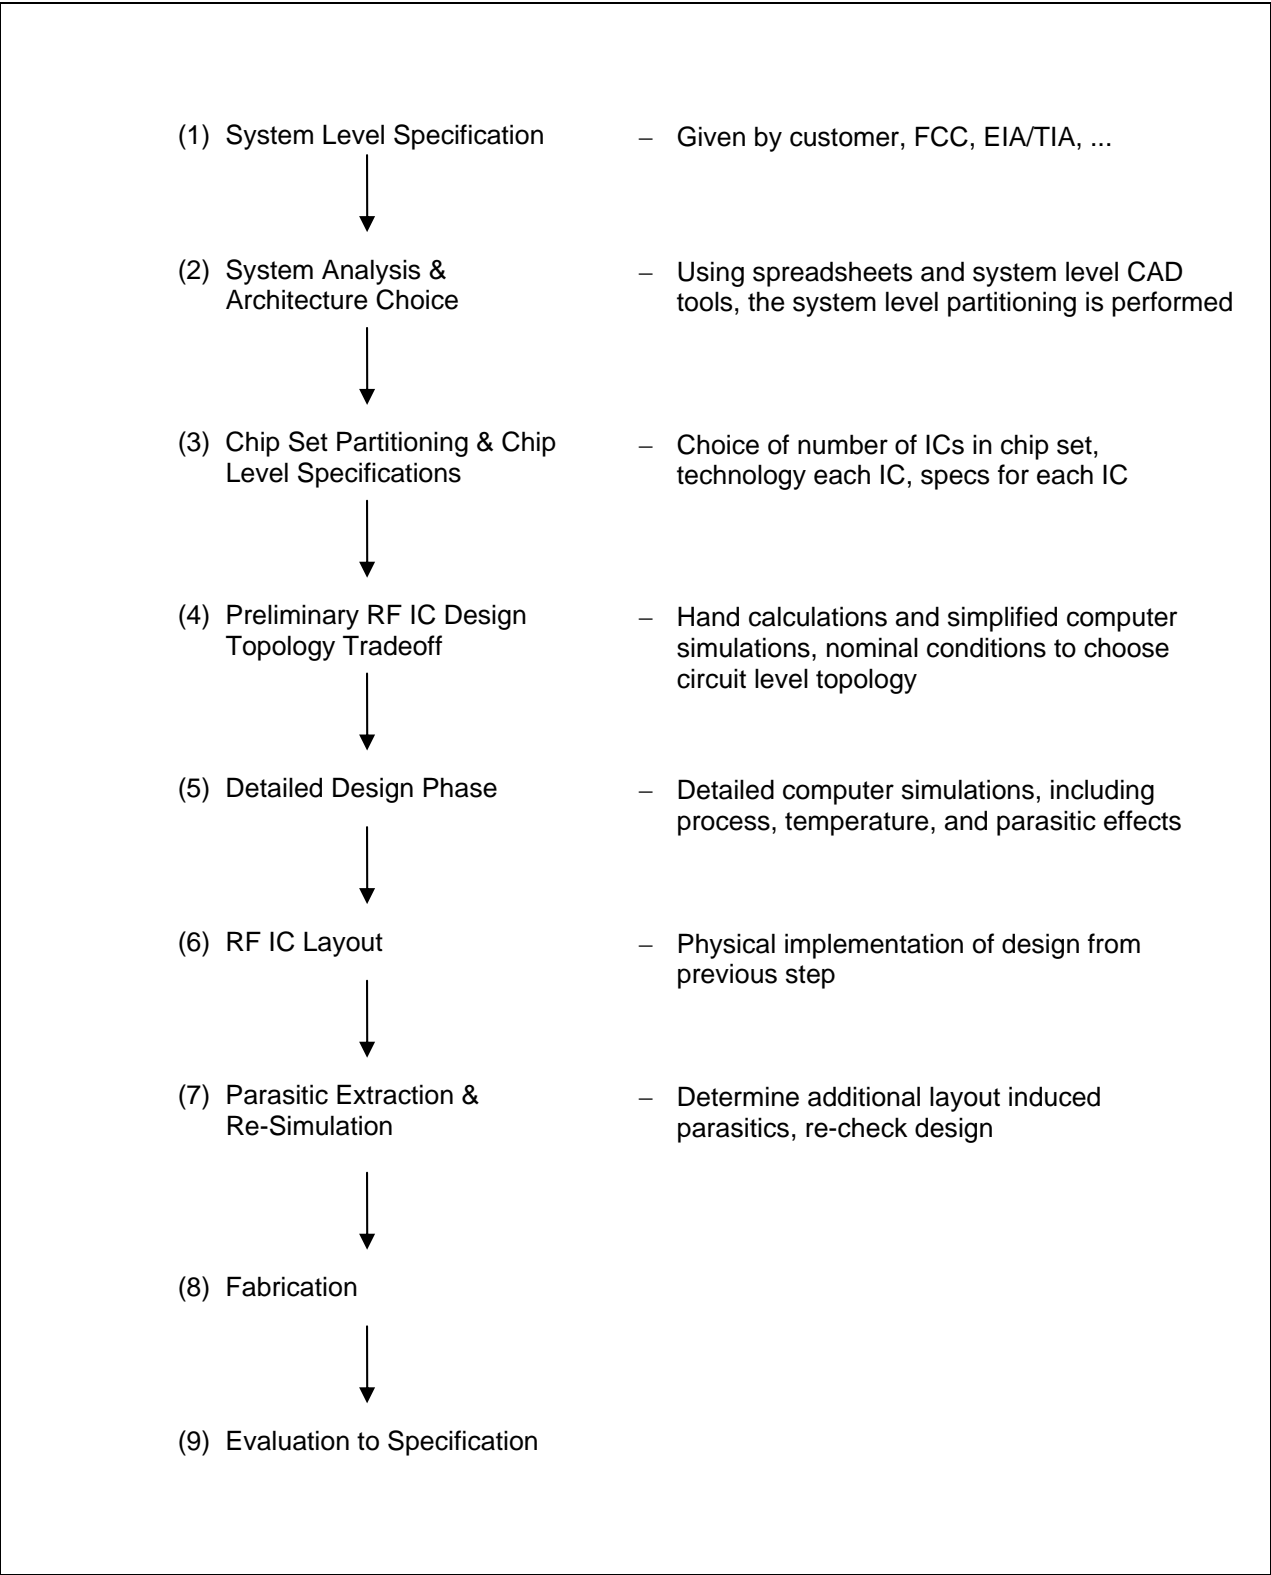 (1) System Level Specification – Given by customer, FCC, EIA/TIA, ...
(2) System Analysis &
Architecture Choice
– Using spreadsheets and system level CAD
tools, the system level partitioning is performed
(3) Chip Set Partitioning & Chip
Level Specifications
– Choice of number of ICs in chip set,
technology each IC, specs for each IC
(4) Preliminary RF IC Design
Topology Tradeoff
– Hand calculations and simplified computer
simulations, nominal conditions to choose
circuit level topology
(5) Detailed Design Phase
– Detailed computer simulations, including
process, temperature, and parasitic effects
(6) RF IC Layout
– Physical implementation of design from
previous step
(7) Parasitic Extraction &
Re-Simulation
– Determine additional layout induced
parasitics, re-check design
(8) Fabrication
(9) Evaluation to Specification